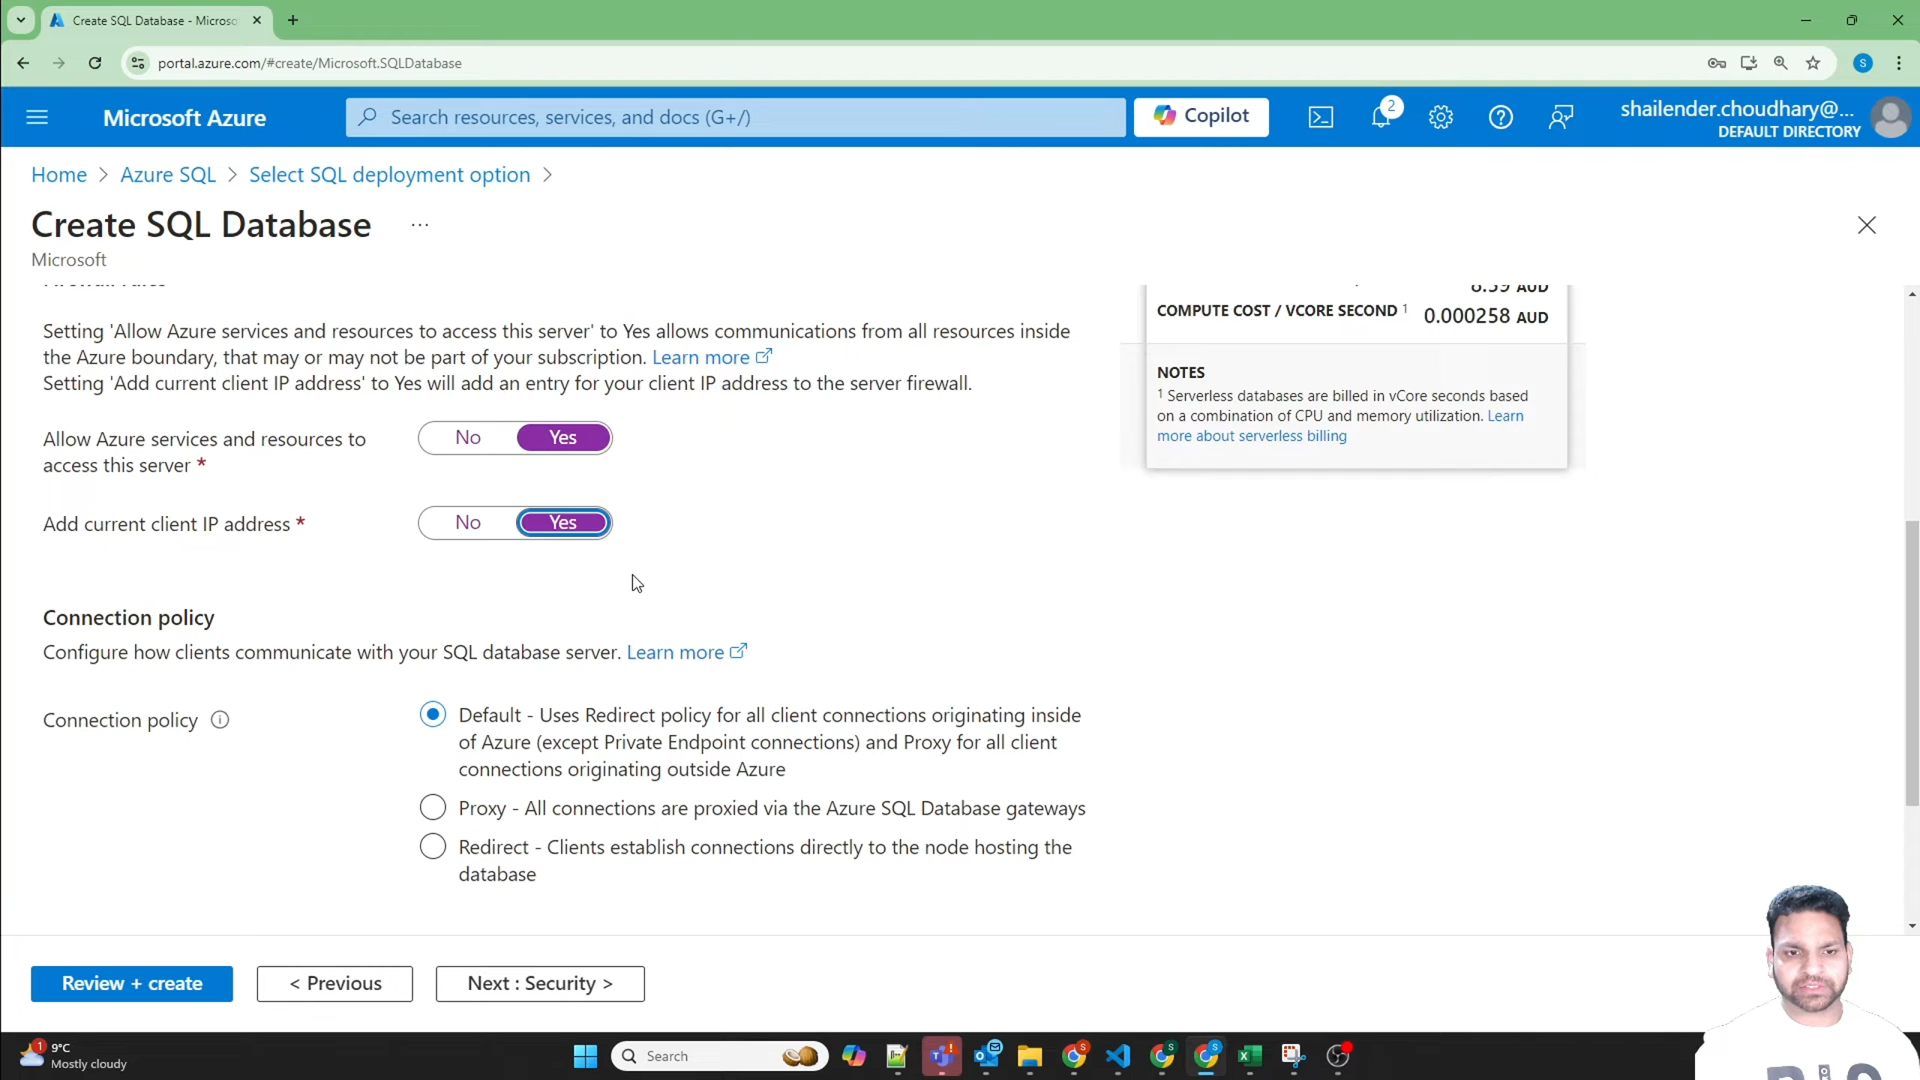 Create SQL Database - Microso
portal.azure.com/#create/Microsoft.SQLDatabase
S
Microsoft Azure
Search resources, services, and docs (G+/)
Copilot
2
shailender.choudhary@...
DEFAULT DIRECTORY
Home > Azure SQL > Select SQL deployment option >
Create SQL Database ...
Microsoft
Setting 'Allow Azure services and resources to access this server' to Yes allows communications from all resources inside
the Azure boundary, that may or may not be part of your subscription. Learn more
Setting 'Add current client IP address' to Yes will add an entry for your client IP address to the server firewall.
Allow Azure services and resources to
access this server *
No Yes
Add current client IP address *
No Yes
Connection policy
Configure how clients communicate with your SQL database server. Learn more
Connection policy
Default - Uses Redirect policy for all client connections originating inside
of Azure (except Private Endpoint connections) and Proxy for all client
connections originating outside Azure
Proxy - All connections are proxied via the Azure SQL Database gateways
Redirect - Clients establish connections directly to the node hosting the
database
COMPUTE COST / VCORE SECOND 1 0.000258 AUD
NOTES
1 Serverless databases are billed in vCore seconds based
on a combination of CPU and memory utilization. Learn
more about serverless billing
Review + create
< Previous
Next : Security >
1
9°C
Mostly cloudy
Search